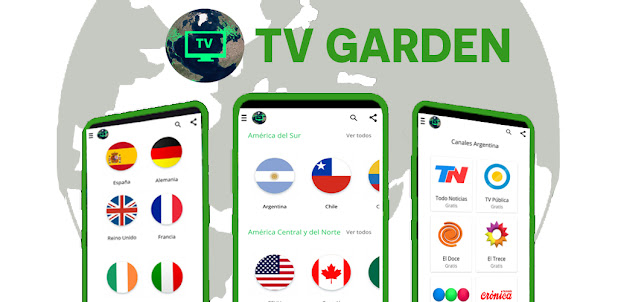 TV
TV GARDEN
España
Alemania
Reino Unido
Francia
América del Sur
Ver todos
Argentina
Chile
América Central y del Norte
Ver todos
Canales Argentina
TN
Todo Noticias
Gratis
TV Pública
Gratis
El Doce
Gratis
El Trece
Gratis
crónica